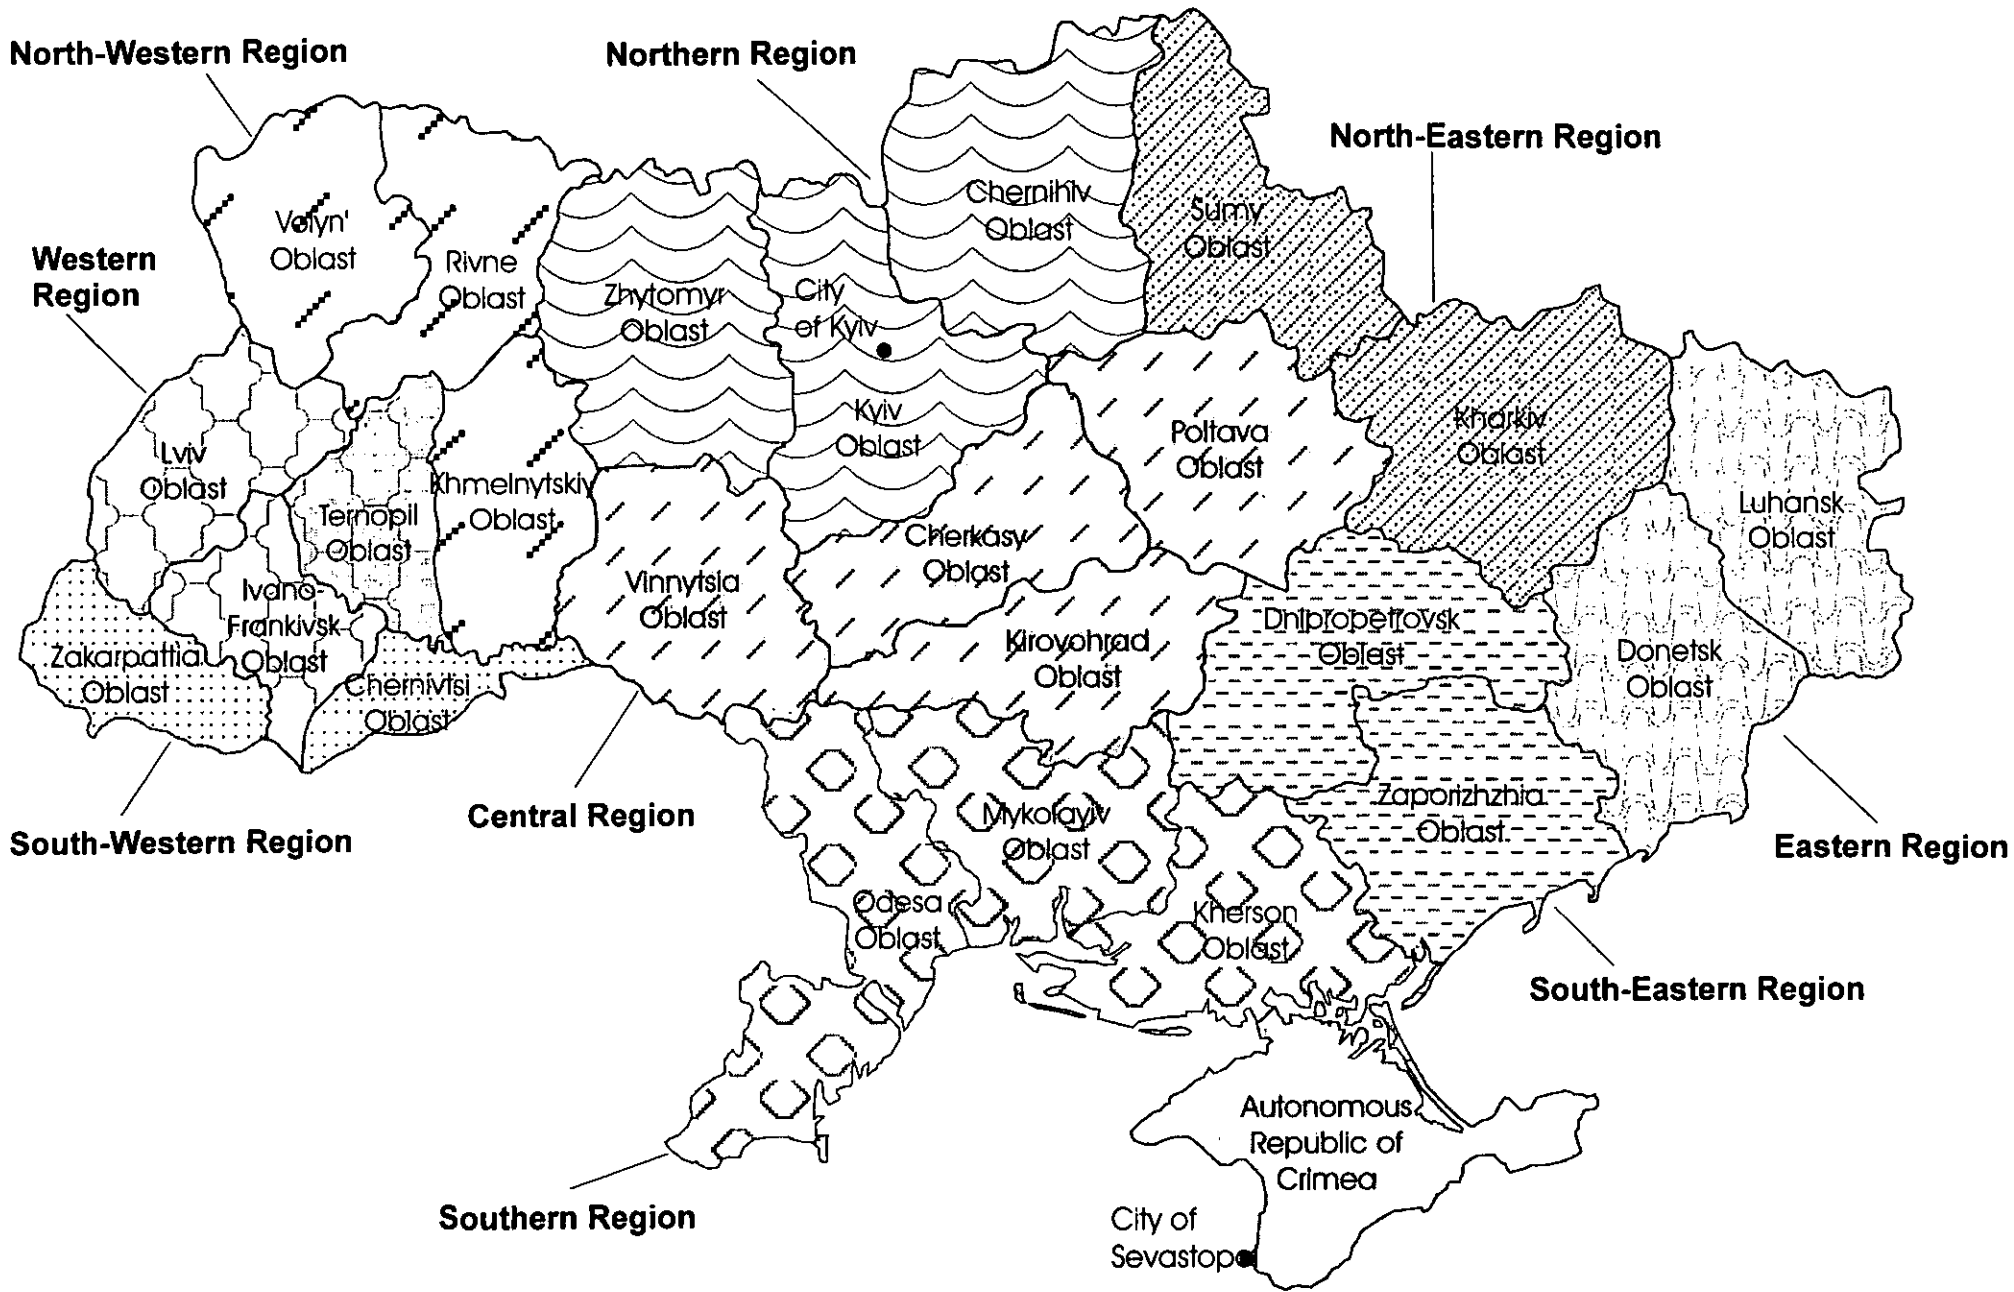 North-Western Region
Northern Region
North-Eastern Region
Western
Region
South-Western Region
Central Region
Southern Region
South-Eastern Region
Eastern Region
Volyn'
Oblast
Rivne
Oblast
Zhytomyr
Oblast
City
of Kyiv
Kyiv
Oblast
Chernihiv
Oblast
Sumy
Oblast
Lviv
Oblast
Ternopil
Oblast
Khmelnytskiy
Oblast
Ivano-
Frankivsk
Oblast
Zakarpattia
Oblast
Chernivtsi
Oblast
Vinnytsia
Oblast
Cherkasy
Oblast
Poltava
Oblast
Kharkiv
Oblast
Luhansk
Oblast
Kirovohrad
Oblast
Dnipropetrovsk
Oblast
Donetsk
Oblast
Zaporizhzhia
Oblast
Odesa
Oblast
Mykolayiv
Oblast
Kherson
Oblast
Autonomous
Republic of
Crimea
City of
Sevastopol